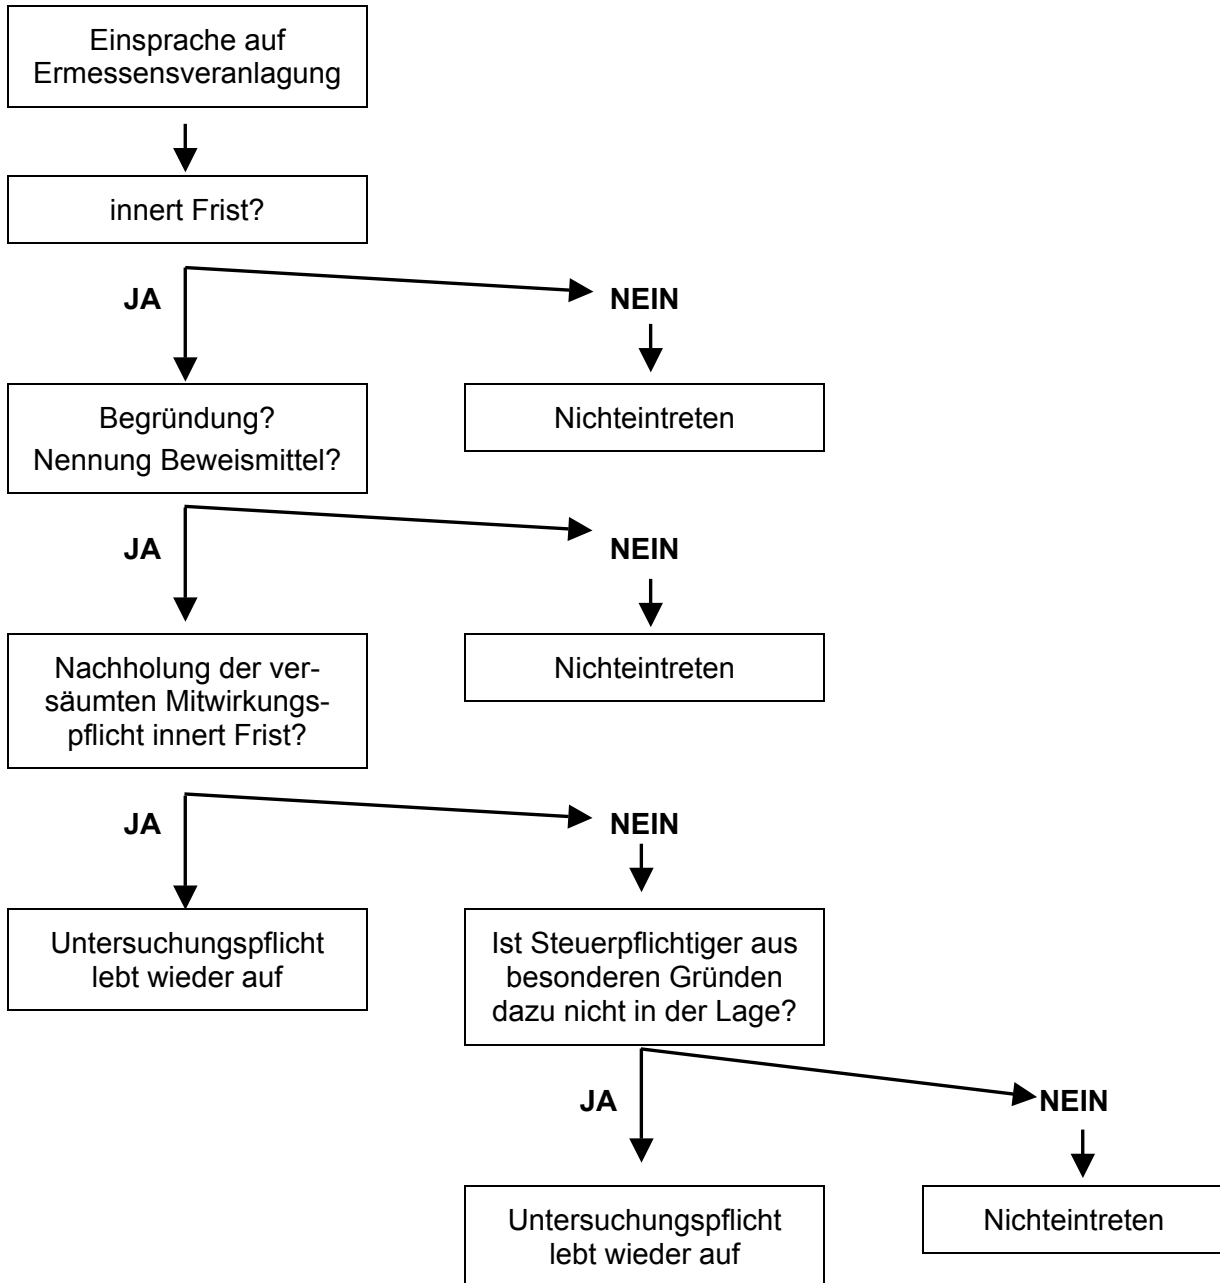 Einsprache auf
Ermessensveranlagung
innert Frist?
JA
NEIN
Begründung?
Nennung Beweismittel?
Nichteintreten
JA
NEIN
Nachholung der ver-
säumten Mitwirkungs-
pflicht innert Frist?
Nichteintreten
JA
NEIN
Untersuchungspflicht
lebt wieder auf
Ist Steuerpflichtiger aus
besonderen Gründen
dazu nicht in der Lage?
JA
NEIN
Untersuchungspflicht
lebt wieder auf
Nichteintreten